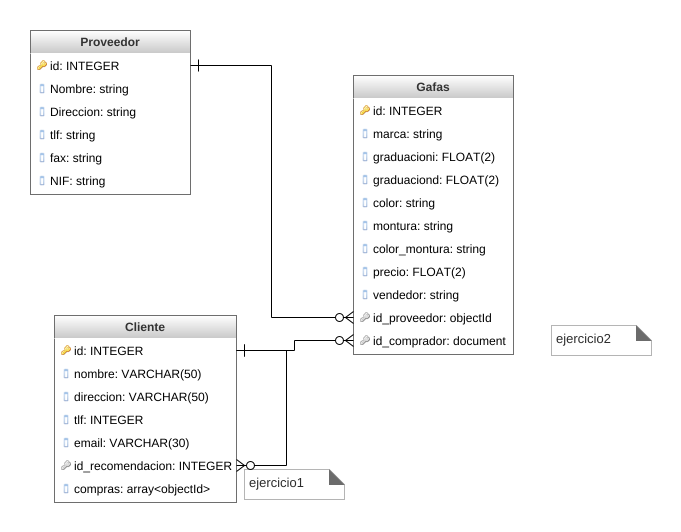 Proveedor
id: INTEGER
Nombre: string
Direccion: string
tlf: string
fax: string
NIF: string
Gafas
id: INTEGER
marca: string
graduacioni: FLOAT(2)
graduaciond: FLOAT(2)
color: string
montura: string
color_montura: string
precio: FLOAT(2)
vendedor: string
id_proveedor: objectId
id_comprador: document
Cliente
id: INTEGER
nombre: VARCHAR(50)
direccion: VARCHAR(50)
tlf: INTEGER
email: VARCHAR(30)
id_recomendacion: INTEGER
compras: array<objectId>
ejercicio1
ejercicio2